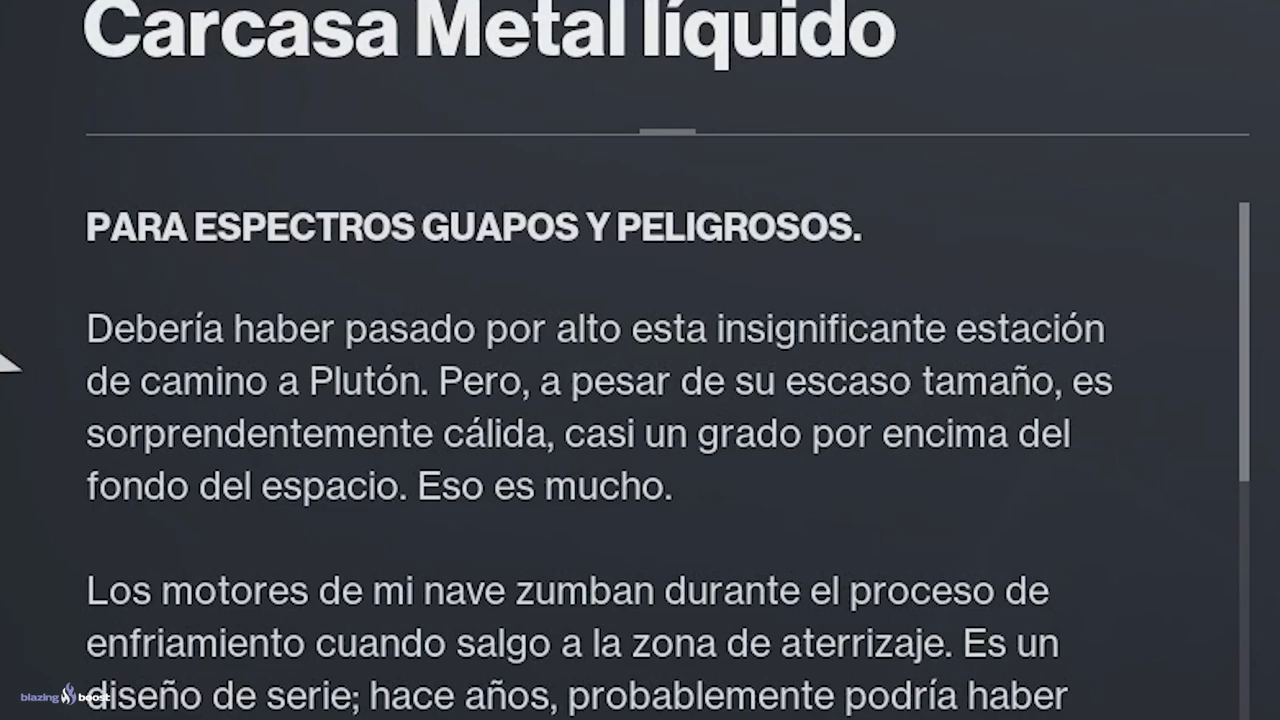 Carcasa Metal líquido
PARA ESPECTROS GUAPOS Y PELIGROSOS.
Debería haber pasado por alto esta insignificante estación
de camino a Plutón. Pero, a pesar de su escaso tamaño, es
sorprendentemente cálida, casi un grado por encima del
fondo del espacio. Eso es mucho.
Los motores de mi nave zumban durante el proceso de
enfriamiento cuando salgo a la zona de aterrizaje. Es un
diseño de serie; hace años, probablemente podría haber
blazing boost